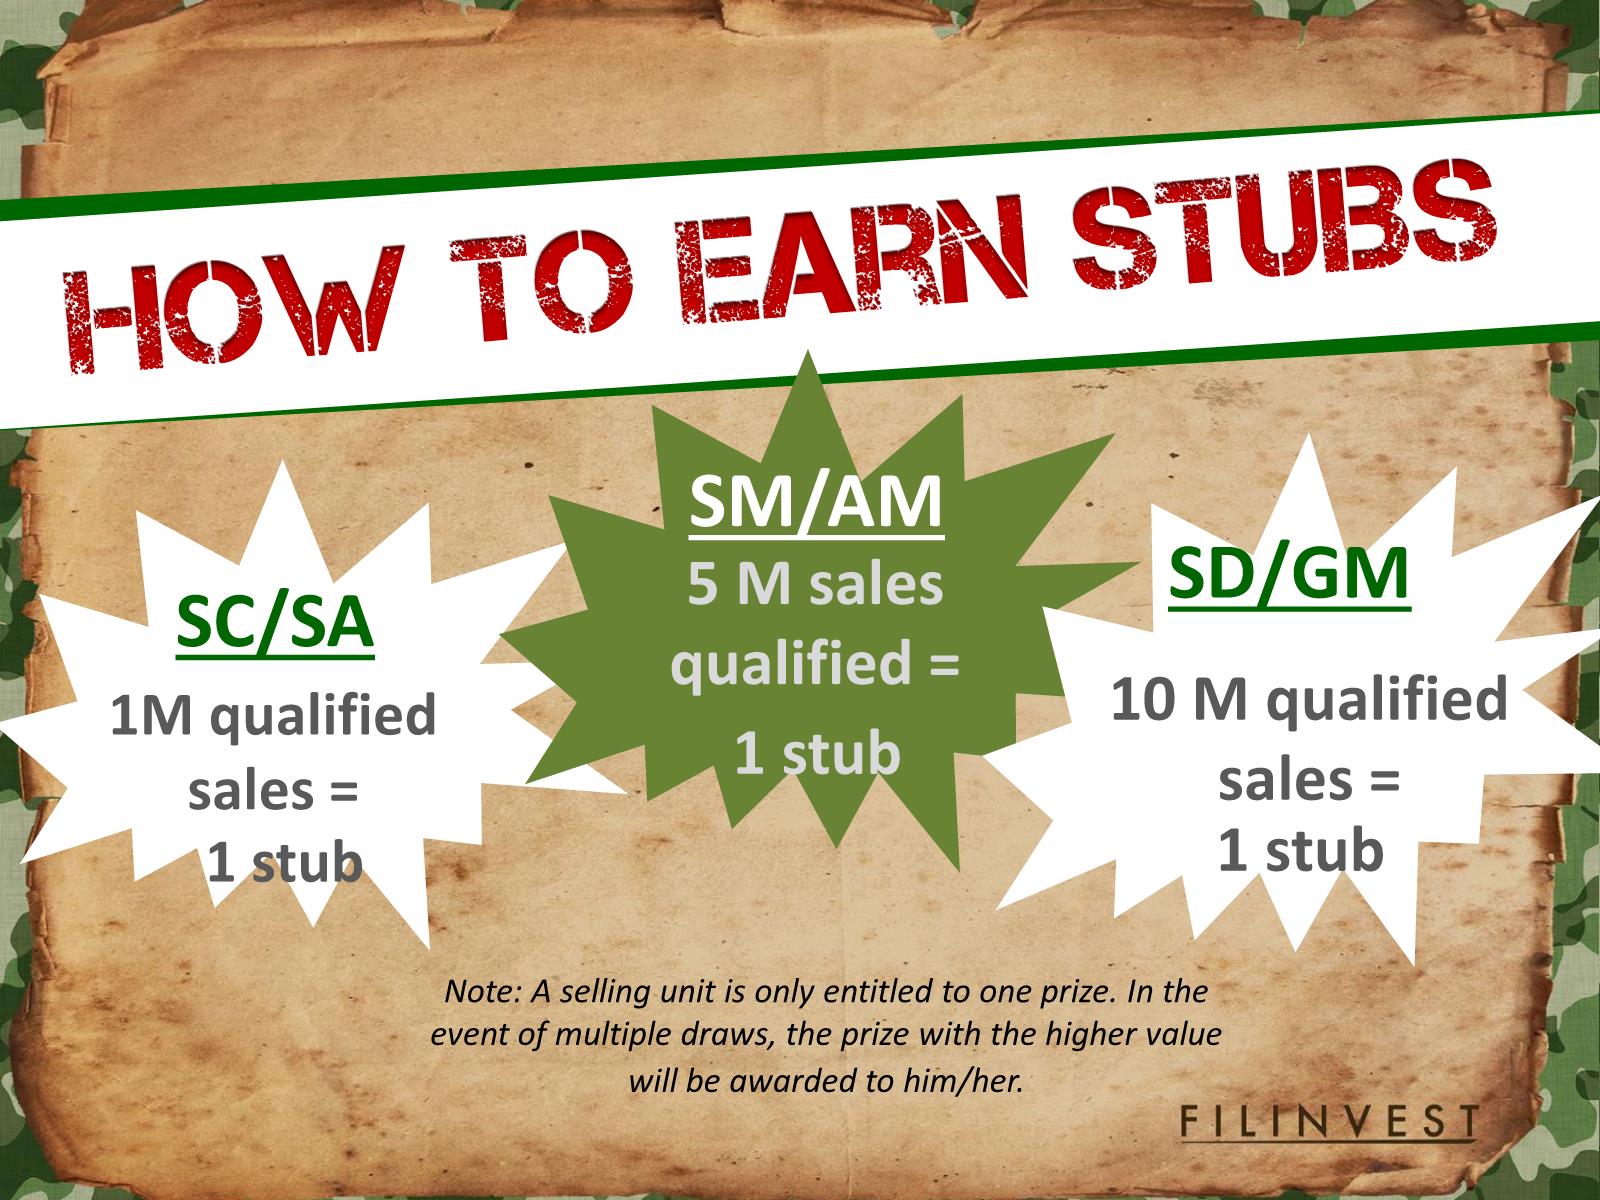 HOW TO EARN STUBS
SC/SA
1M qualified
sales =
1 stub
SM/AM
5 M sales
qualified =
1 stub
SD/GM
10 M qualified
sales =
1 stub
Note: A selling unit is only entitled to one prize. In the
event of multiple draws, the prize with the higher value
will be awarded to him/her.
FILINVEST